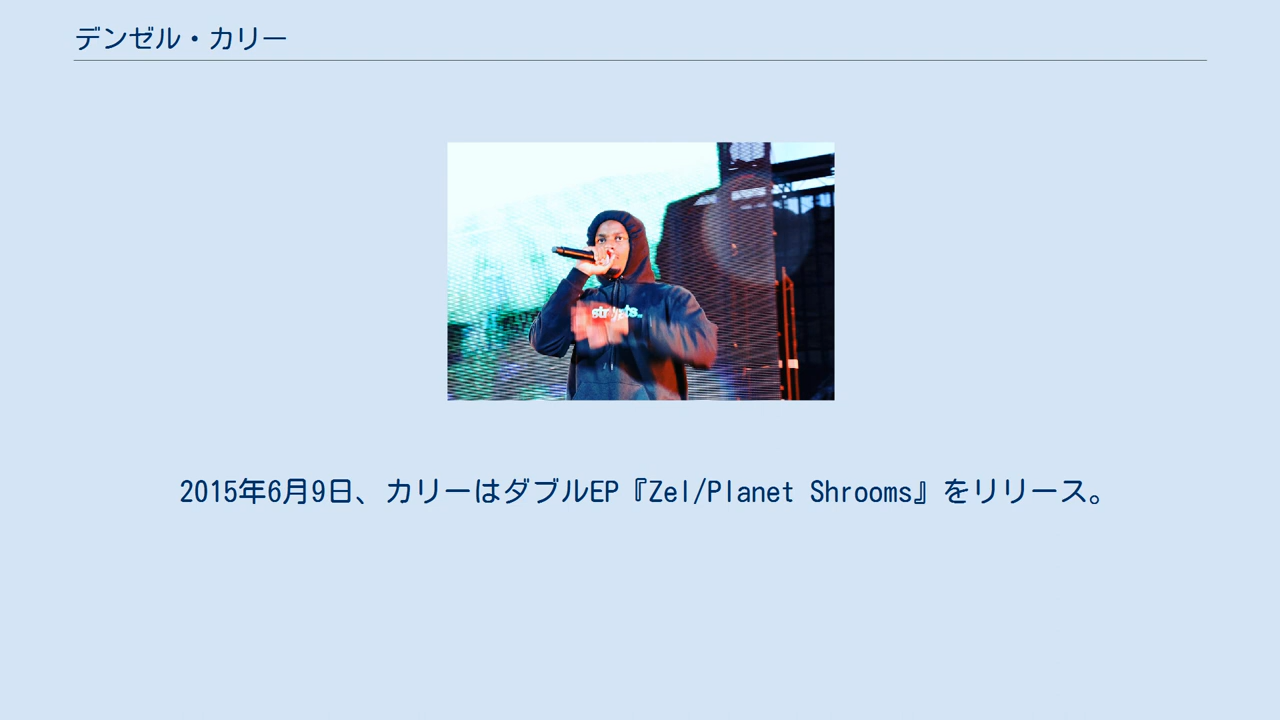 デンゼル・カリー
2015年6月9日、カリーはダブルEP『Zel/Planet Shrooms』をリリース。